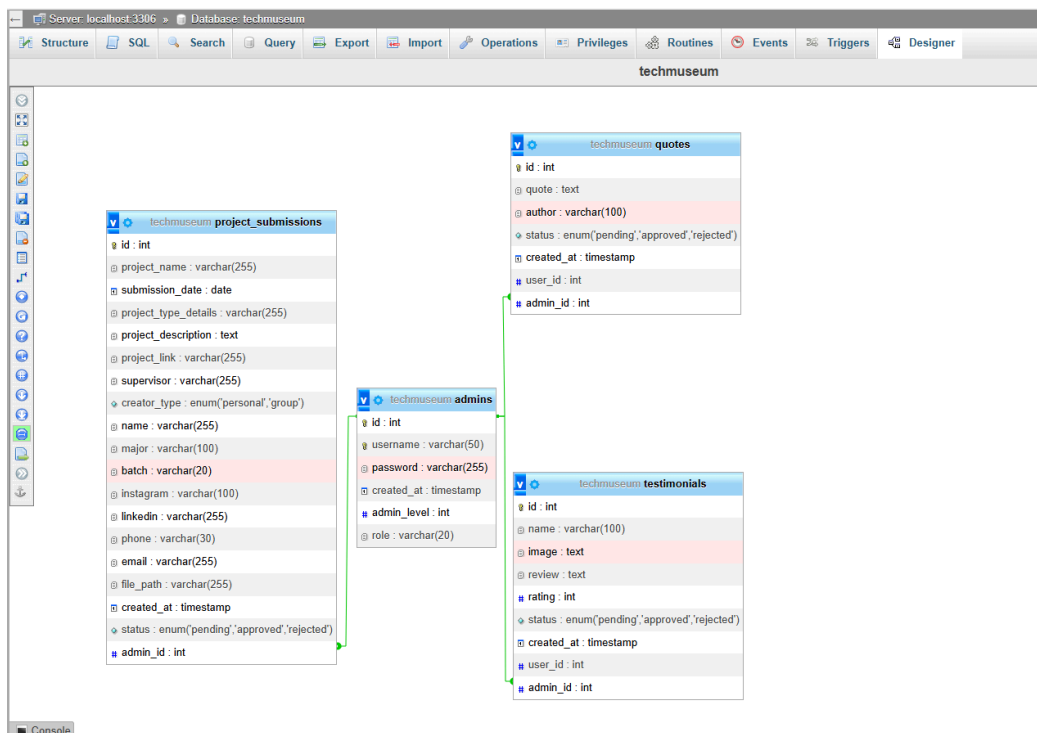 Server: localhost:3306 » Database: techmuseum
Structure SQL Search Query Export Import Operations Privileges Routines Events Triggers Designer
techmuseum
techmuseum project_submissions
id : int
project_name : varchar(255)
submission_date : date
project_type_details : varchar(255)
project_description : text
project_link : varchar(255)
supervisor : varchar(255)
creator_type : enum('personal','group')
name : varchar(255)
major : varchar(100)
batch : varchar(20)
instagram : varchar(100)
linkedin : varchar(255)
phone : varchar(30)
email : varchar(255)
file_path : varchar(255)
created_at : timestamp
status : enum('pending','approved','rejected')
admin_id : int
techmuseum admins
id : int
username : varchar(50)
password : varchar(255)
created_at : timestamp
admin_level : int
role : varchar(20)
techmuseum quotes
id : int
quote : text
author : varchar(100)
status : enum('pending','approved','rejected')
created_at : timestamp
user_id : int
admin_id : int
techmuseum testimonials
id : int
name : varchar(100)
image : text
review : text
rating : int
status : enum('pending','approved','rejected')
created_at : timestamp
user_id : int
admin_id : int
Console